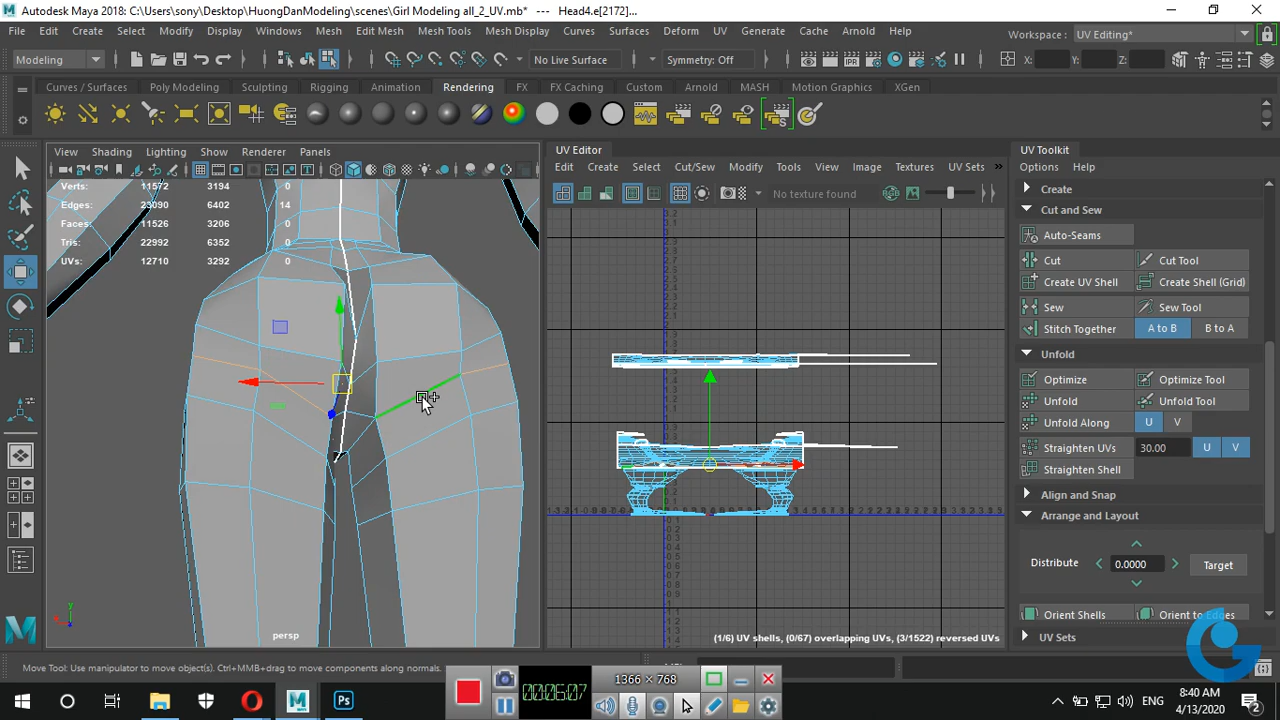 Autodesk Maya 2018: C:\Users\sony\Desktop\HuongDanModeling\scenes\Girl Modeling all_2_UV.mb* --- Head4.e[2172]...
File Edit Create Select Modify Display Windows Mesh Edit Mesh Mesh Tools Mesh Display Curves Surfaces Deform UV Generate Cache Arnold Help
Workspace: UV Editing*
Modeling No Live Surface Symmetry: Off X: Y: Z:
Curves / Surfaces Poly Modeling Sculpting Rigging Animation Rendering FX FX Caching Custom Arnold MASH Motion Graphics XGen
View Shading Lighting Show Renderer Panels
Verts: 11572 3194 0
Edges: 23090 6402 14
Faces: 11526 3206 0
Tris: 22992 6352 0
UVs: 12710 3292 0
persp
UV Editor
Edit Create Select Cut/Sew Modify Tools View Image Textures UV Sets
No texture found
(1/6) UV shells, (0/67) overlapping UVs, (3/1522) reversed UVs
UV Toolkit
Options Help
Create
Cut and Sew
Auto-Seams
Cut Cut Tool
Create UV Shell Create Shell (Grid)
Sew Sew Tool
Stitch Together A to B B to A
Unfold
Optimize Optimize Tool
Unfold Unfold Tool
Unfold Along U V
Straighten UVs 30.00 U V
Straighten Shell
Align and Snap
Arrange and Layout
Distribute 0.0000 Target
Orient Shells Orient to Edges
UV Sets
Move Tool: Use manipulator to move object(s). Ctrl+MMB+drag to move components along normals.
1366 × 768
00:06:07
ENG
8:40 AM
4/13/2020